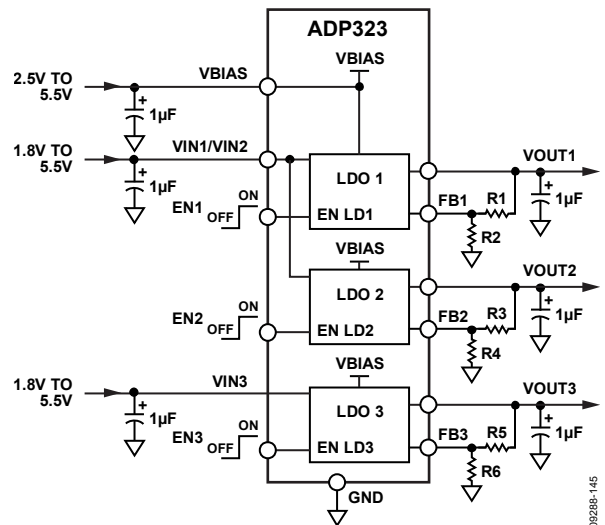 ADP323
VBIAS
2.5V TO
5.5V
VBIAS
+
1µF
1.8V TO
5.5V
VIN1/VIN2
+
1µF
LDO 1
EN LD1
EN1
OFF
ON
FB1
R1
R2
VOUT1
+
1µF
VBIAS
LDO 2
EN LD2
EN2
OFF
ON
FB2
R3
R4
VOUT2
+
1µF
VBIAS
1.8V TO
5.5V
VIN3
+
1µF
LDO 3
EN LD3
EN3
OFF
ON
FB3
R5
R6
VOUT3
+
1µF
GND
09288-145